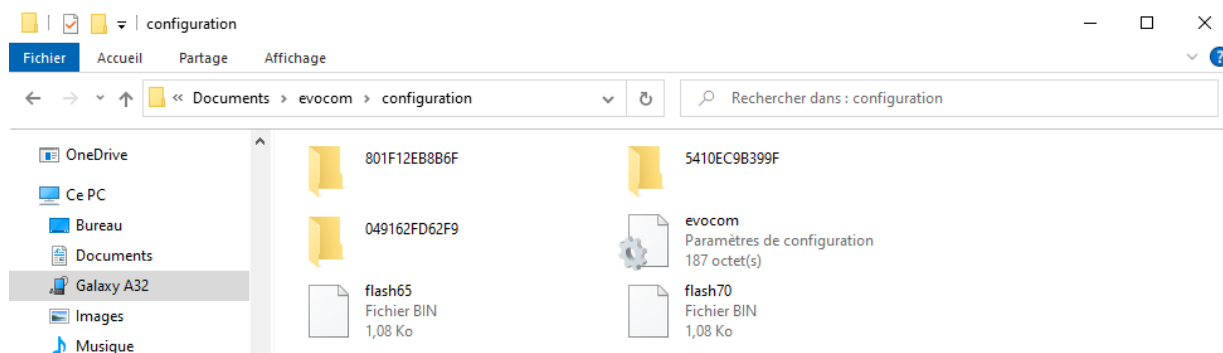 configuration
Fichier Accueil Partage Affichage
« Documents > evocom > configuration
Rechercher dans : configuration
OneDrive
Ce PC
Bureau
Documents
Galaxy A32
Images
Musique
801F12EB8B6F
5410EC9B399F
049162FD62F9
evocom
Paramètres de configuration
187 octet(s)
flash65
Fichier BIN
1,08 Ko
flash70
Fichier BIN
1,08 Ko